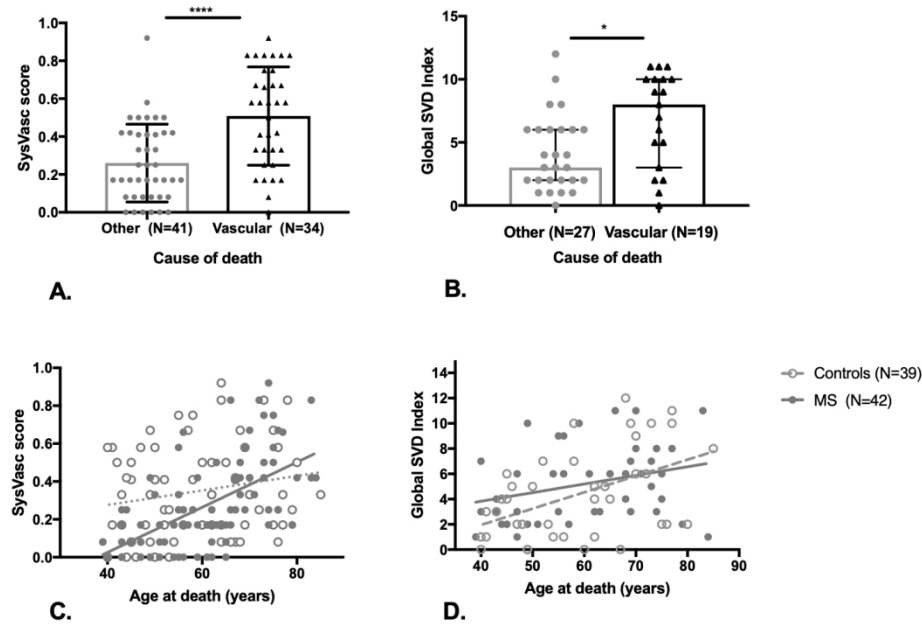 ****
SysVasc score
1.0
0.8
0.6
0.4
0.2
0.0
Other (N=41) Vascular (N=34)
Cause of death
A.
*
Global SVD Index
15
10
5
0
Other (N=27) Vascular (N=19)
Cause of death
B.
SysVasc score
1.0
0.8
0.6
0.4
0.2
0.0
40 60 80
Age at death (years)
C.
Global SVD Index
14
12
10
8
6
4
2
0
40 50 60 70 80 90
Age at death (years)
D.
Controls (N=39)
MS (N=42)